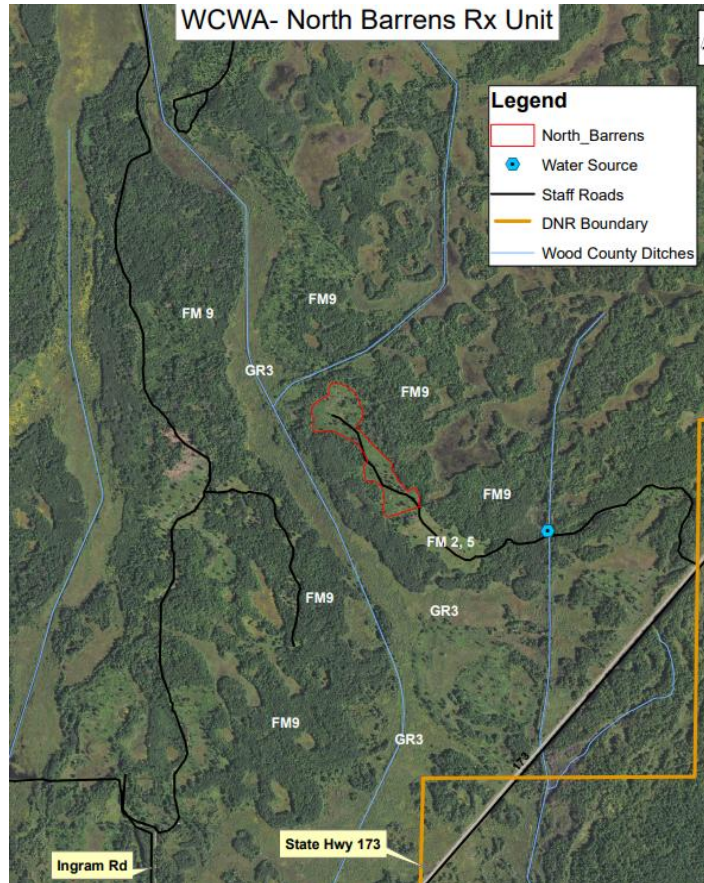 WCWA- North Barrens Rx Unit
Legend
North_Barrens
Water Source
Staff Roads
DNR Boundary
Wood County Ditches
FM9
FM 9
GR3
FM9
FM9
FM 2, 5
FM9
GR3
FM9
GR3
173
State Hwy 173
Ingram Rd